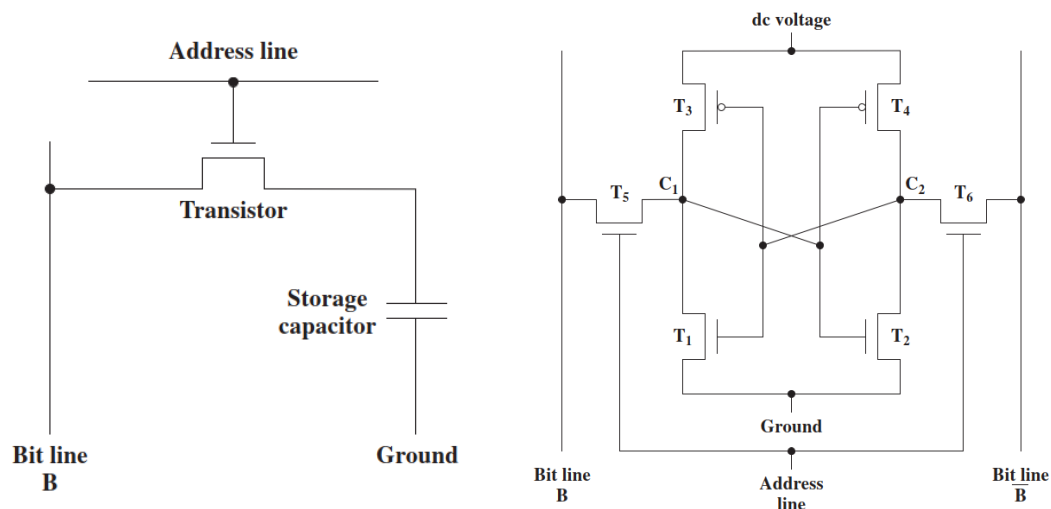 Address line
Transistor
Storage
capacitor
Bit line
B
Ground
dc voltage
T₃
T₄
T₅
C₁
C₂
T₆
T₁
T₂
Ground
Bit line
B
Address
line
Bit line
B̅